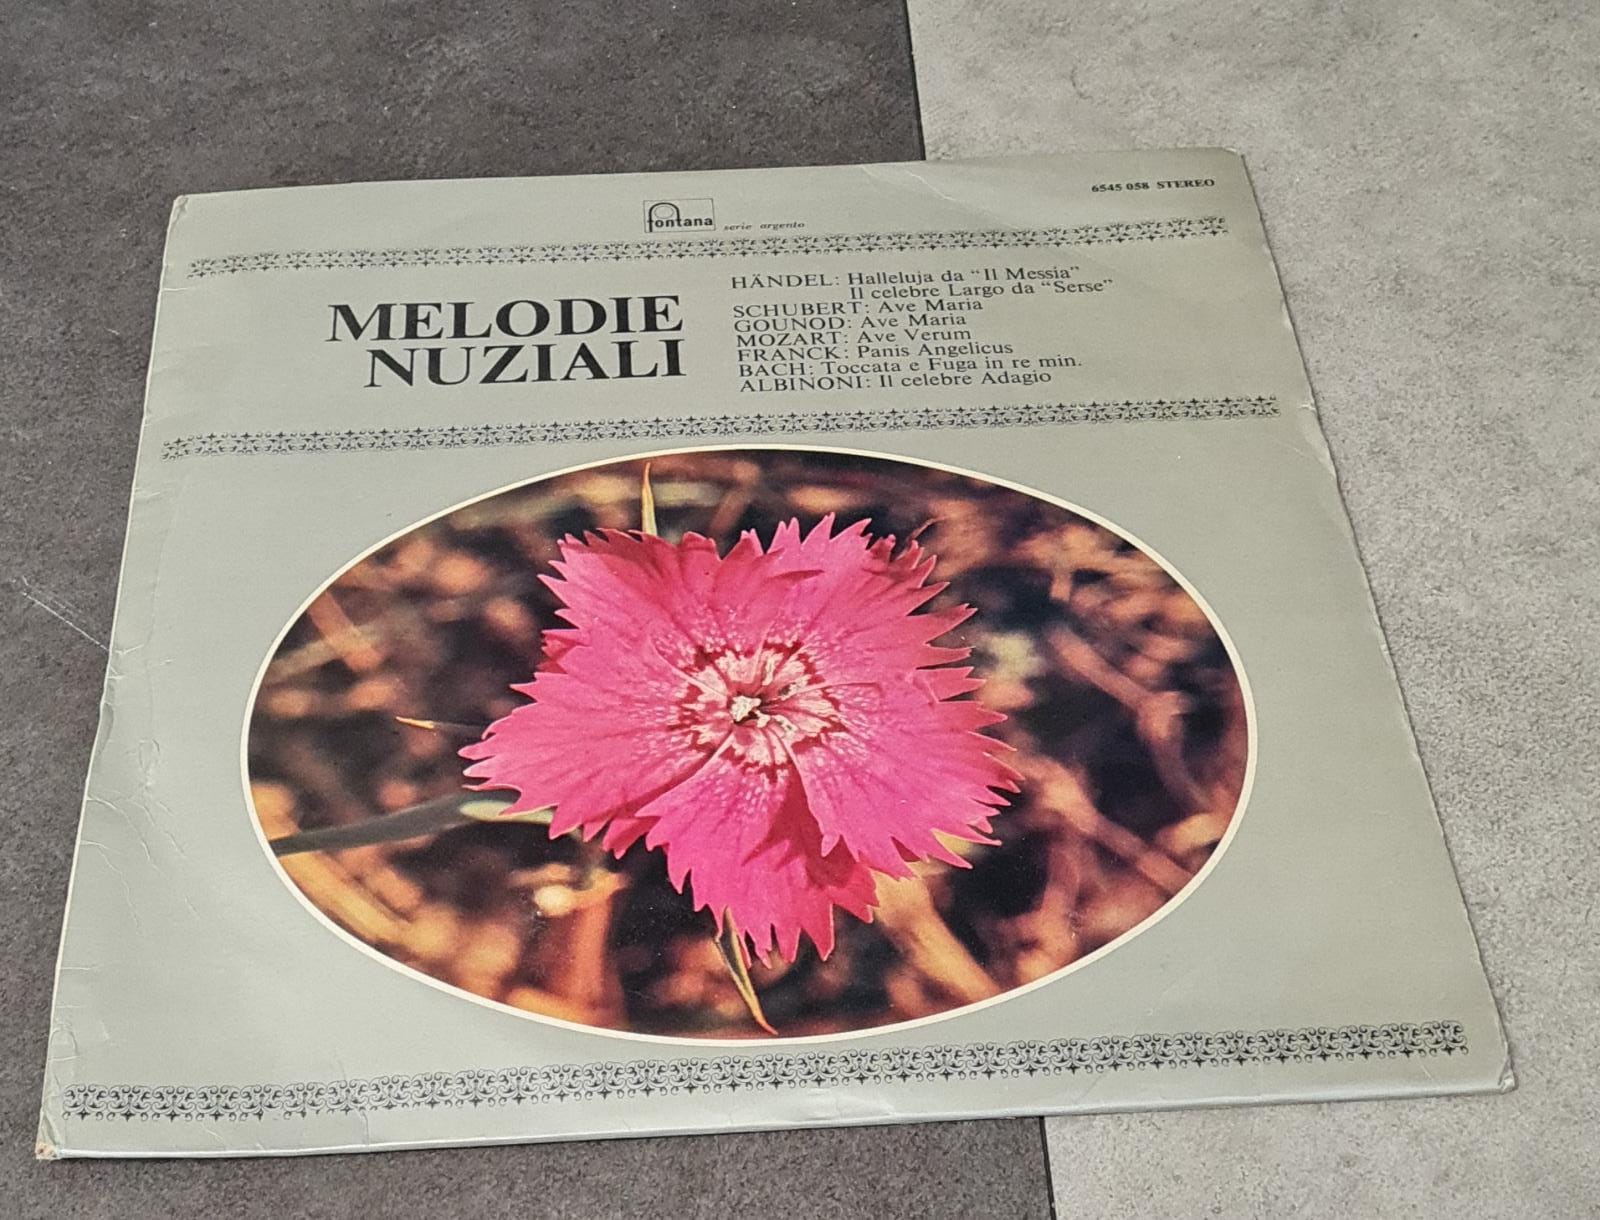 6545 058 STEREO
fontana serie argento
MELODIE
NUZIALI
HÄNDEL: Halleluja da "Il Messia"
Il celebre Largo da "Serse"
SCHUBERT: Ave Maria
GOUNOD: Ave Maria
MOZART: Ave Verum
FRANCK: Panis Angelicus
BACH: Toccata e Fuga in re min.
ALBINONI: Il celebre Adagio